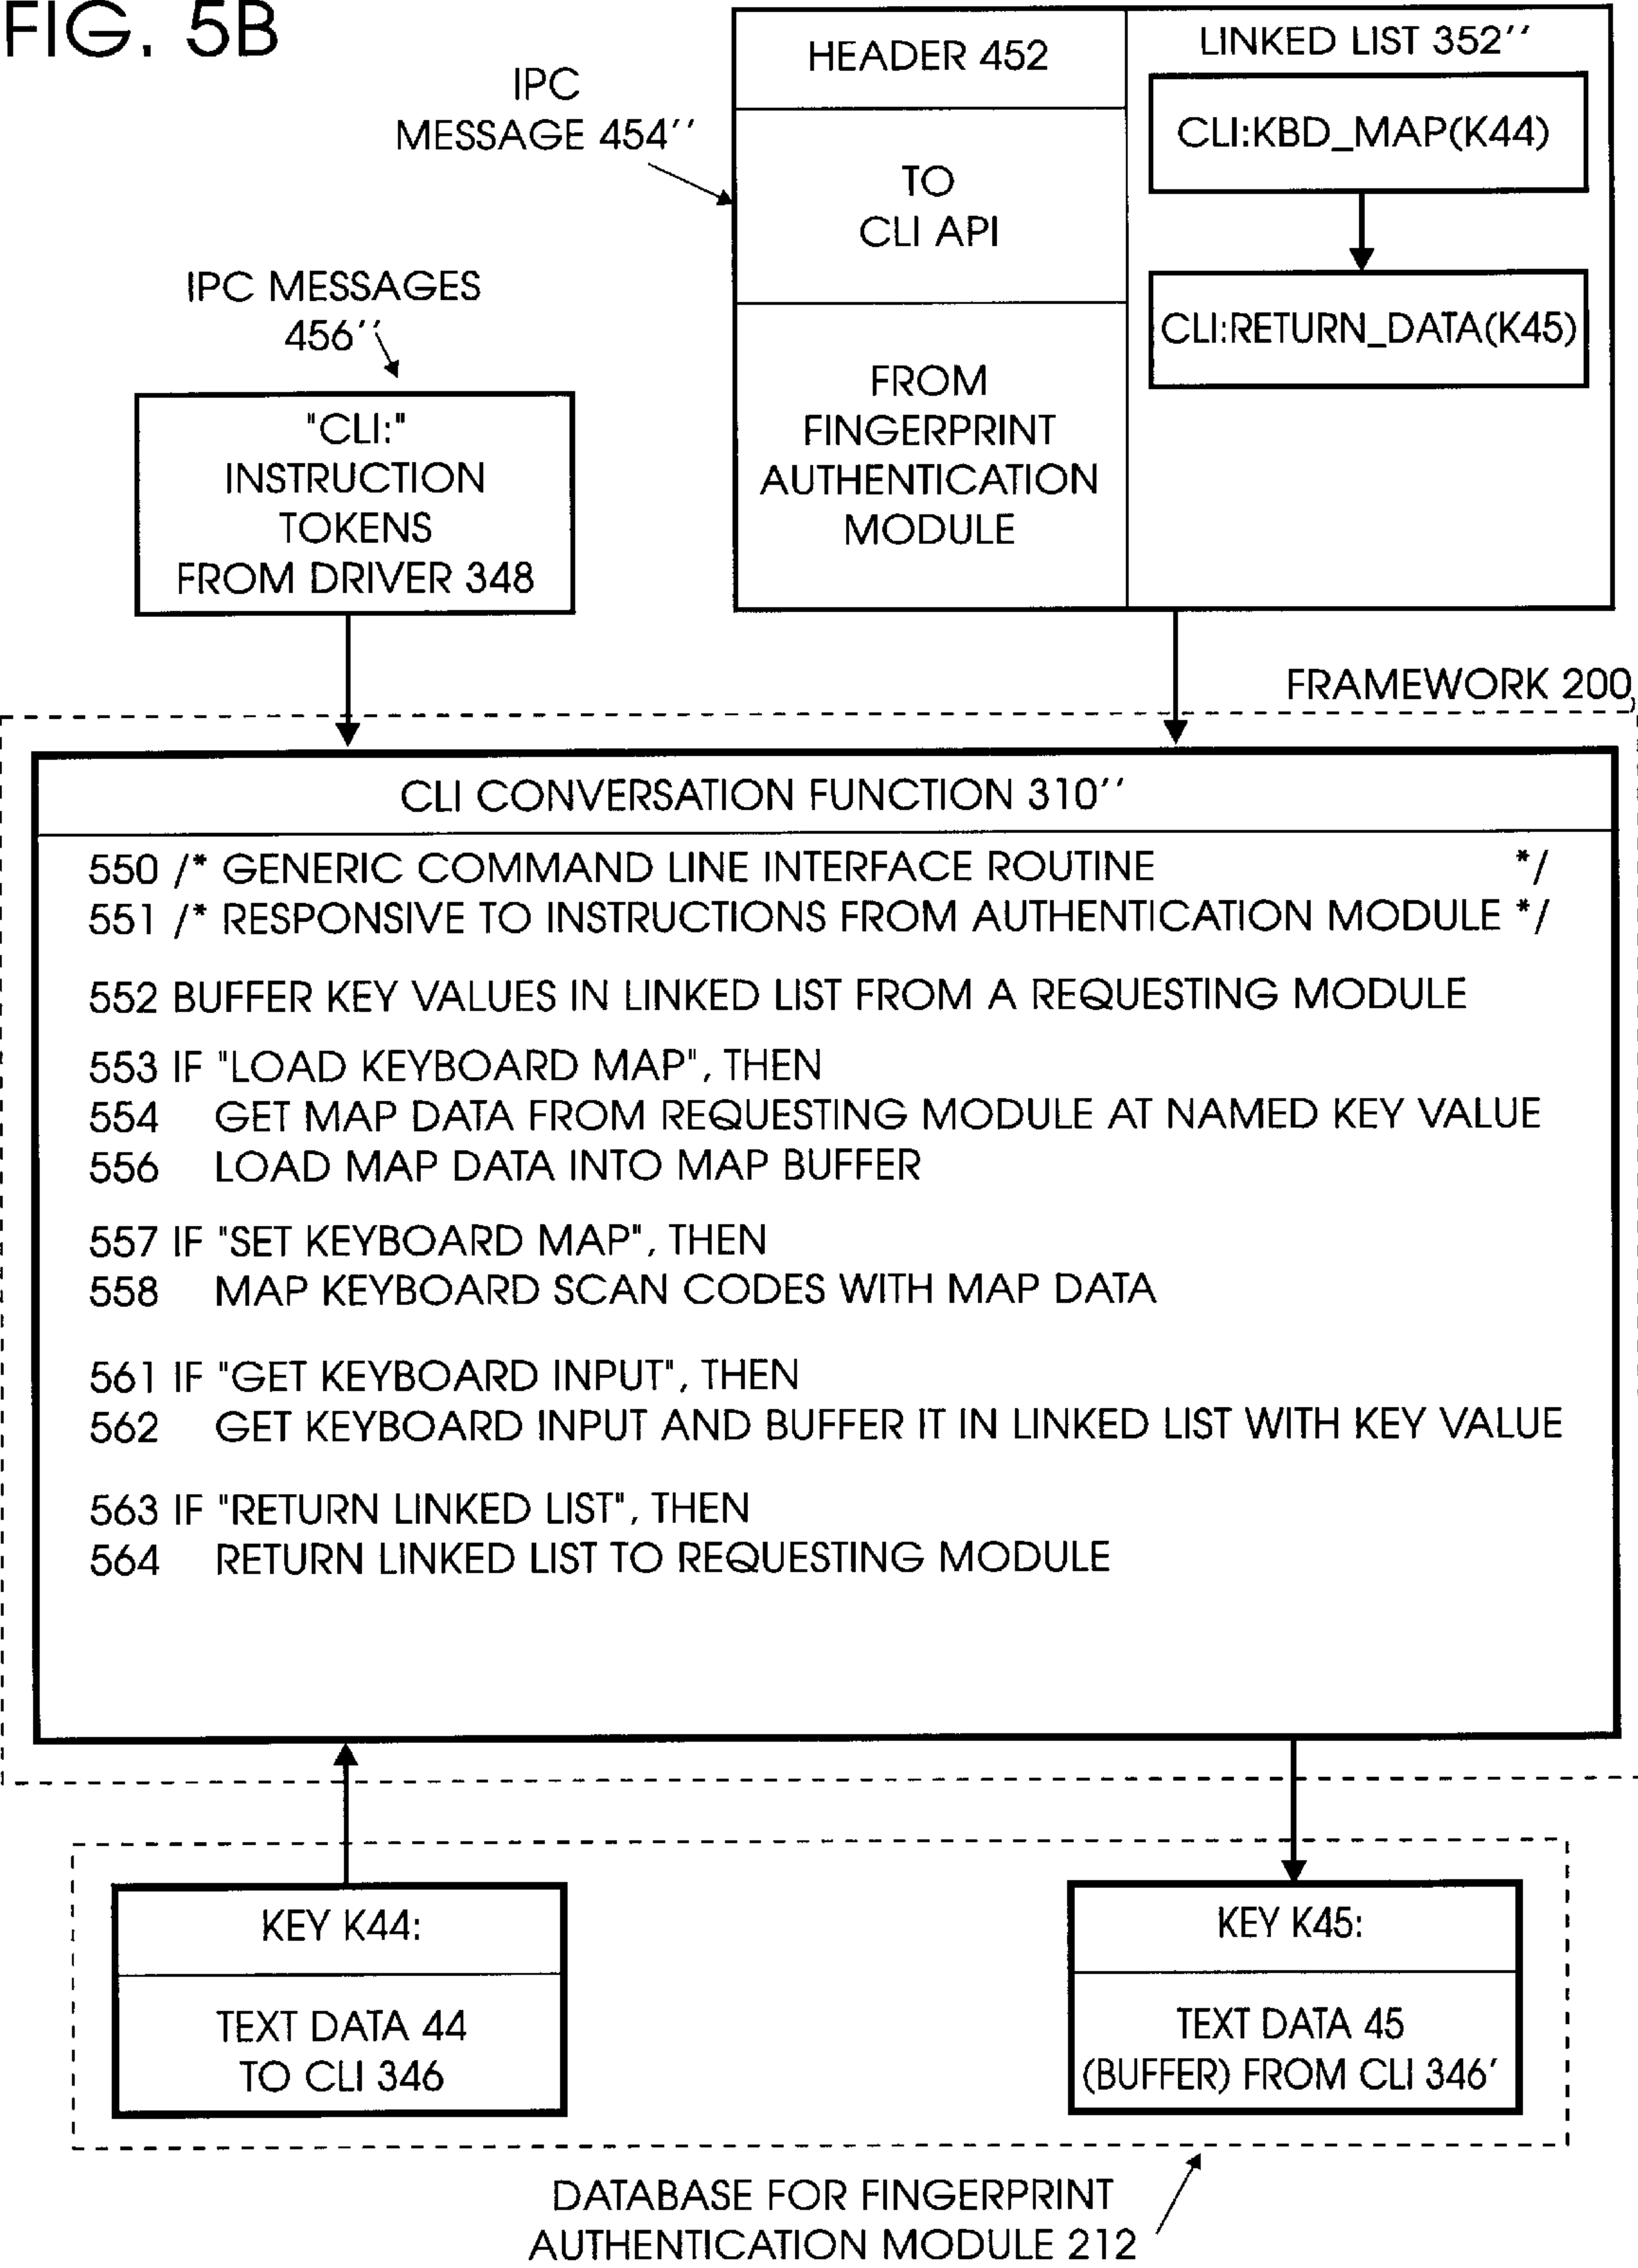 FIG. 5B
IPC
MESSAGE 454''
HEADER 452
TO
CLI API
FROM
FINGERPRINT
AUTHENTICATION
MODULE
LINKED LIST 352''
CLI:KBD_MAP(K44)
CLI:RETURN_DATA(K45)
IPC MESSAGES
456''
"CLI:"
INSTRUCTION
TOKENS
FROM DRIVER 348
FRAMEWORK 200
CLI CONVERSATION FUNCTION 310''
550 /* GENERIC COMMAND LINE INTERFACE ROUTINE */
551 /* RESPONSIVE TO INSTRUCTIONS FROM AUTHENTICATION MODULE */
552 BUFFER KEY VALUES IN LINKED LIST FROM A REQUESTING MODULE
553 IF "LOAD KEYBOARD MAP", THEN
554 GET MAP DATA FROM REQUESTING MODULE AT NAMED KEY VALUE
556 LOAD MAP DATA INTO MAP BUFFER
557 IF "SET KEYBOARD MAP", THEN
558 MAP KEYBOARD SCAN CODES WITH MAP DATA
561 IF "GET KEYBOARD INPUT", THEN
562 GET KEYBOARD INPUT AND BUFFER IT IN LINKED LIST WITH KEY VALUE
563 IF "RETURN LINKED LIST", THEN
564 RETURN LINKED LIST TO REQUESTING MODULE
KEY K44:
TEXT DATA 44
TO CLI 346
KEY K45:
TEXT DATA 45
(BUFFER) FROM CLI 346'
DATABASE FOR FINGERPRINT
AUTHENTICATION MODULE 212